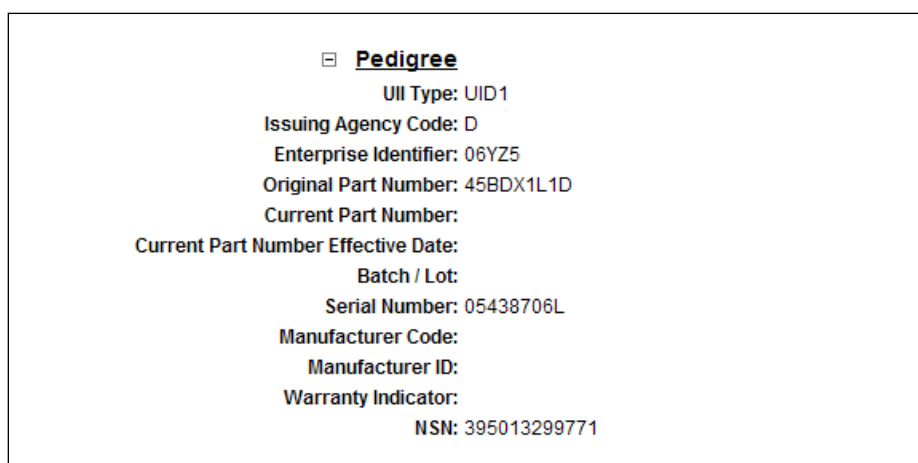 Pedigree
UII Type: UID1
Issuing Agency Code: D
Enterprise Identifier: 06YZ5
Original Part Number: 45BDX1L1D
Current Part Number:
Current Part Number Effective Date:
Batch / Lot:
Serial Number: 05438706L
Manufacturer Code:
Manufacturer ID:
Warranty Indicator:
NSN: 395013299771